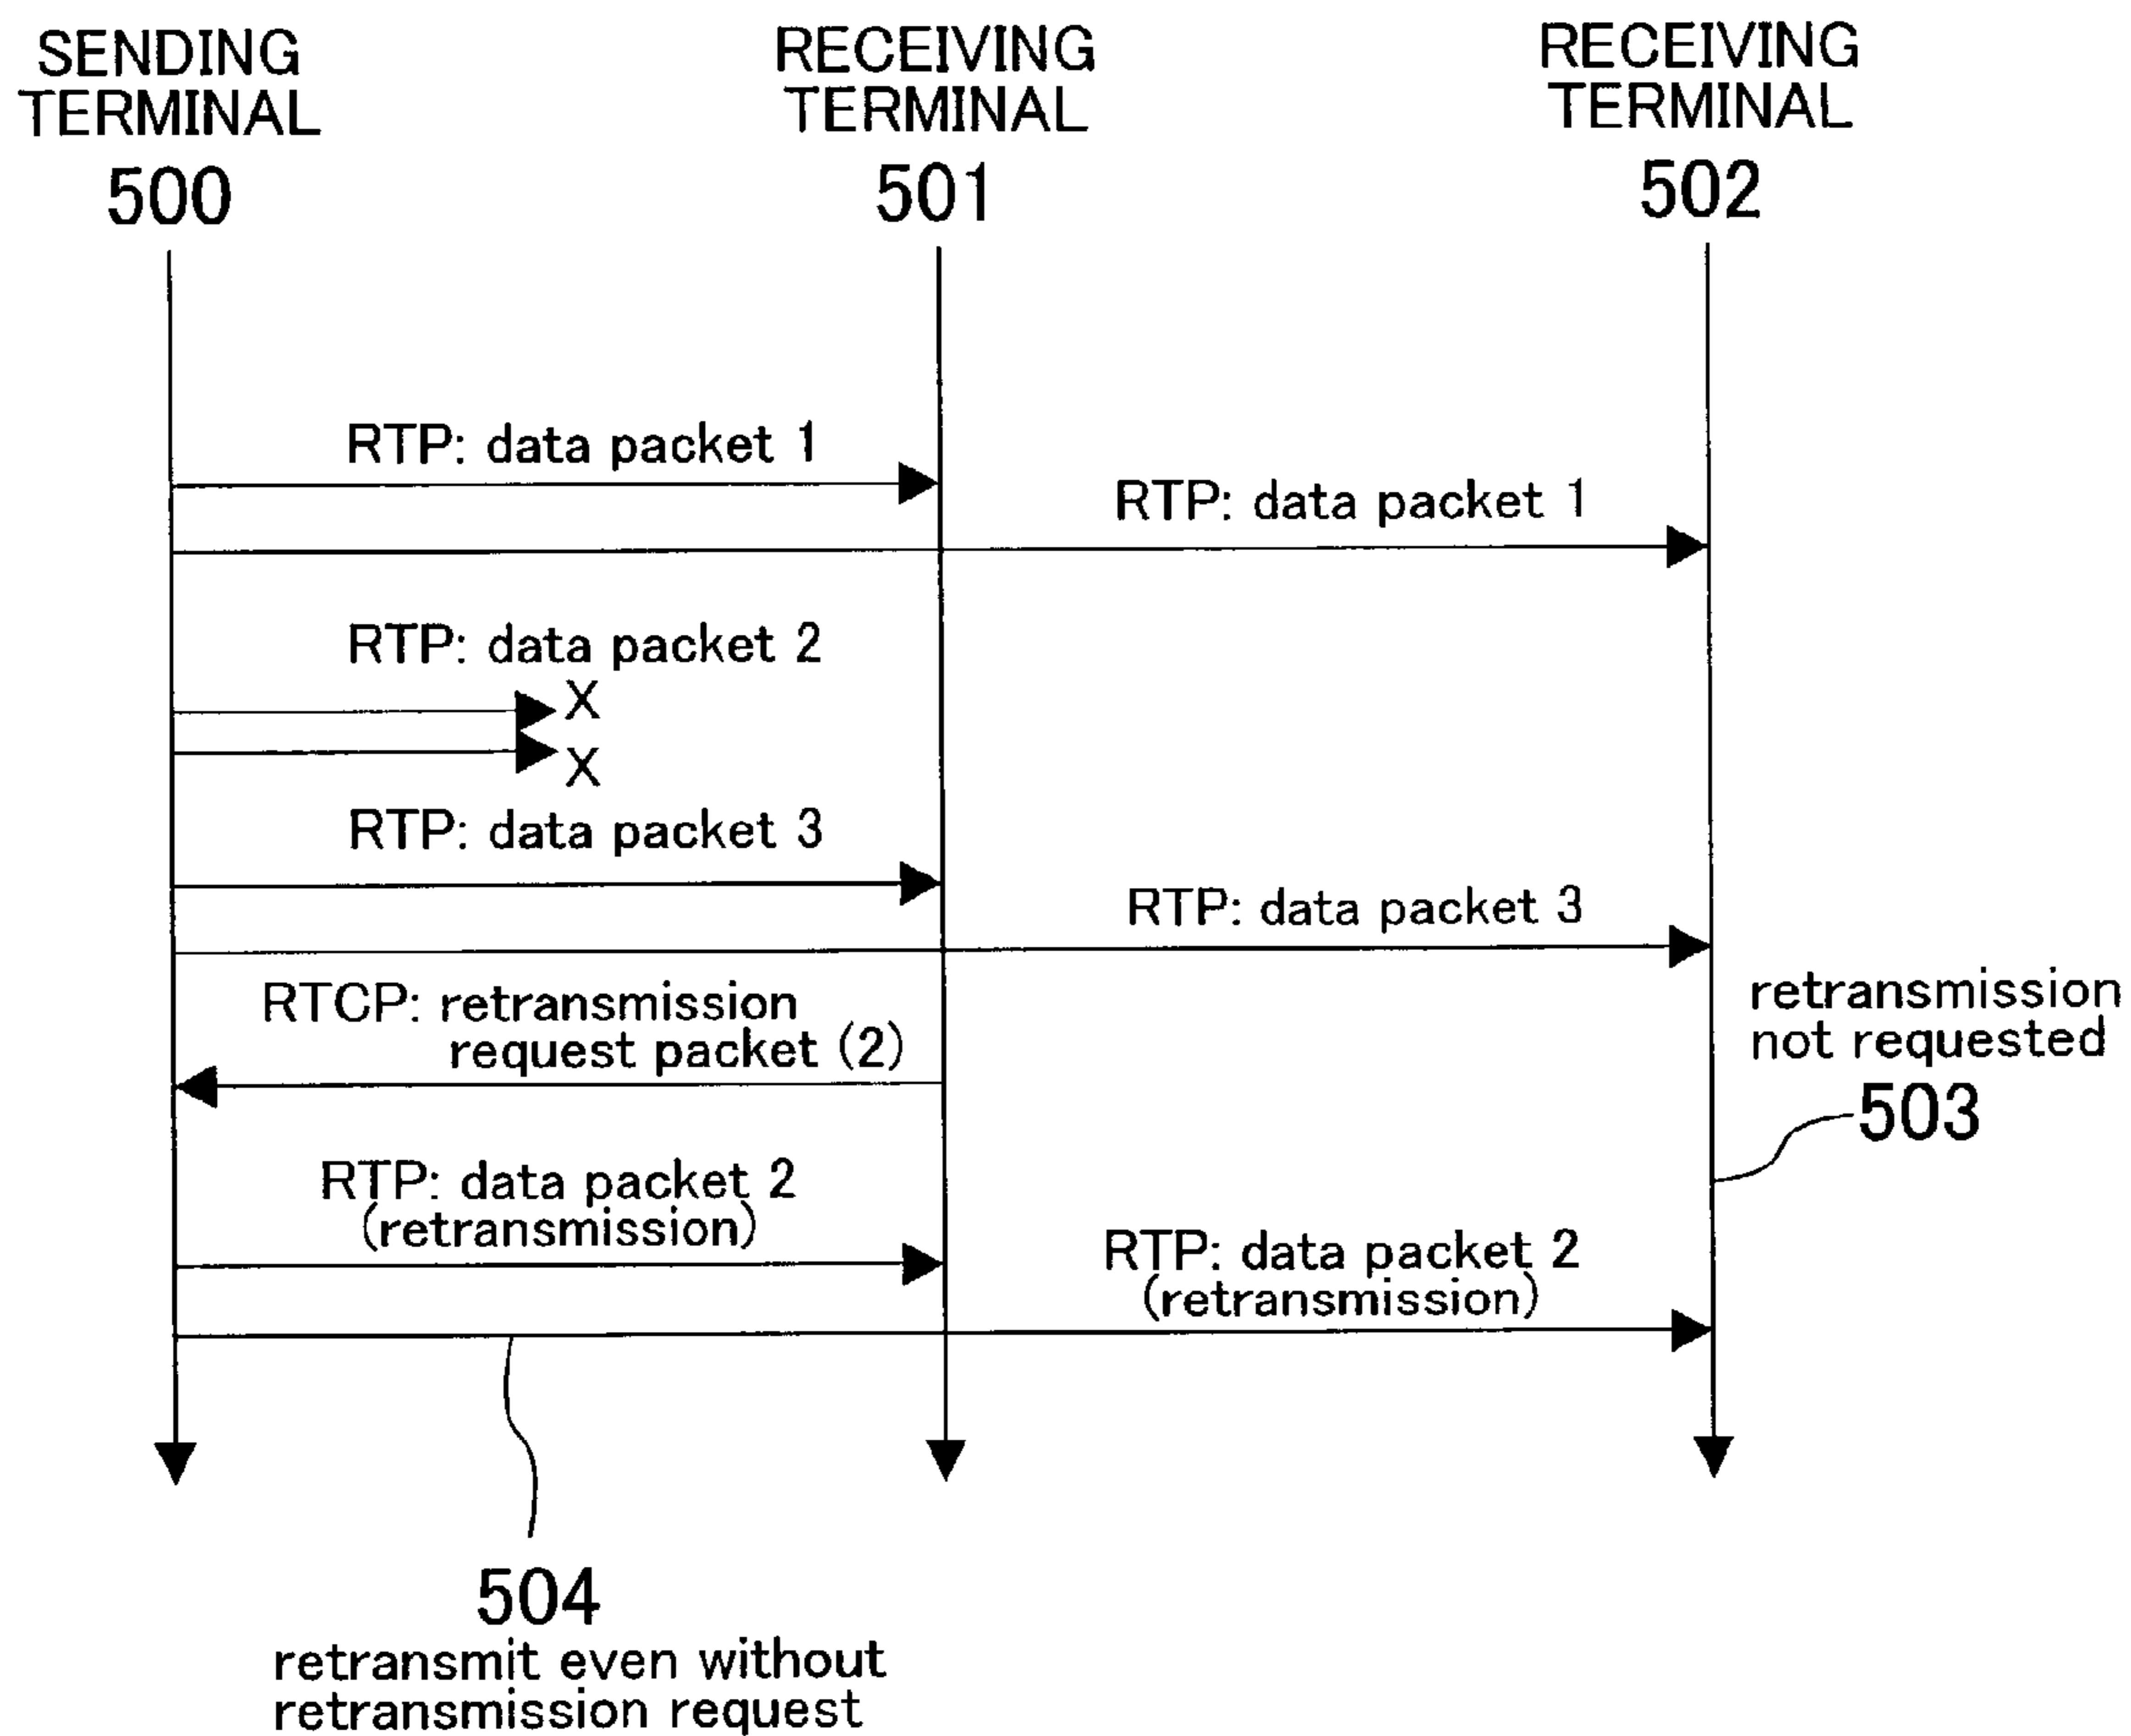 SENDING
TERMINAL
500
RECEIVING
TERMINAL
501
RECEIVING
TERMINAL
502
RTP: data packet 1
RTP: data packet 1
RTP: data packet 2
X
X
RTP: data packet 3
RTP: data packet 3
RTCP: retransmission
request packet (2)
retransmission
not requested
503
RTP: data packet 2
(retransmission)
RTP: data packet 2
(retransmission)
504
retransmit even without
retransmission request